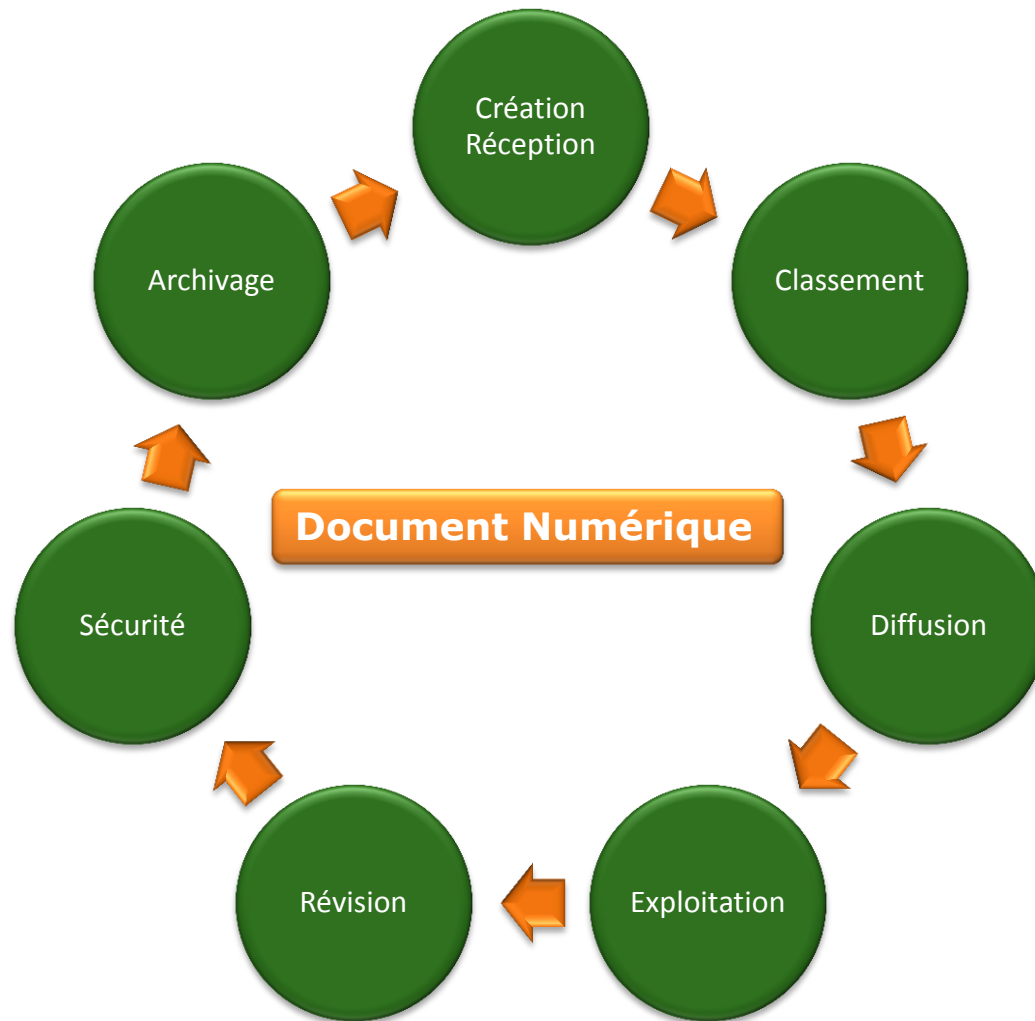 Création
Réception
Archivage
Classement
Document Numérique
Sécurité
Diffusion
Révision
Exploitation